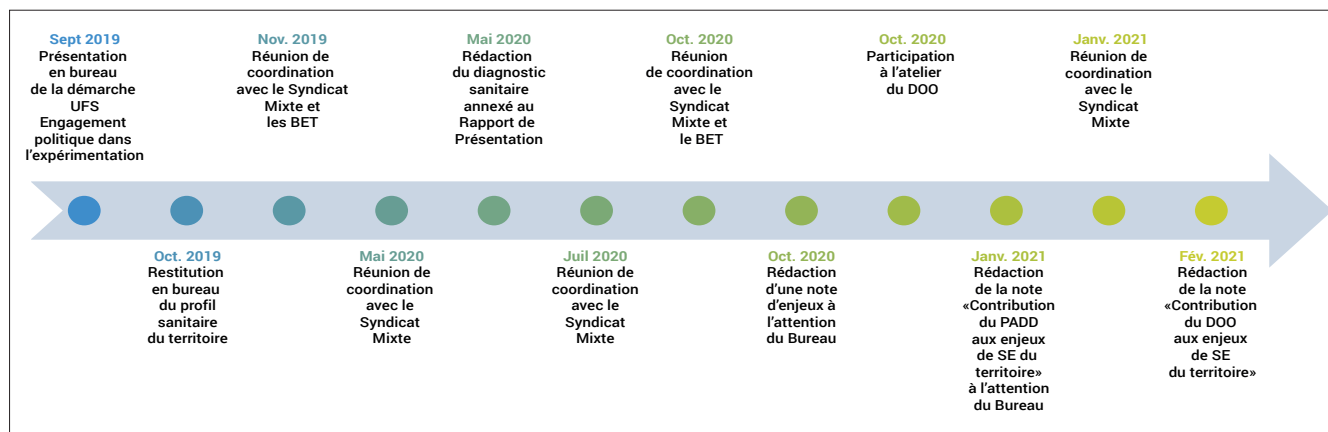 Sept 2019
Présentation
en bureau
de la démarche
UFS
Engagement
politique dans
l'expérimentation
Oct. 2019
Restitution
en bureau
du profil
sanitaire
du territoire
Nov. 2019
Réunion de
coordination
avec le Syndicat
Mixte et
les BET
Mai 2020
Réunion de
coordination
avec le
Syndicat
Mixte
Mai 2020
Rédaction
du diagnostic
sanitaire
annexé au
Rapport de
Présentation
Juil 2020
Réunion de
coordination
avec le
Syndicat
Mixte
Oct. 2020
Réunion
de coordination
avec le
Syndicat
Mixte et
le BET
Oct. 2020
Rédaction
d'une note
d'enjeux à
l'attention
du Bureau
Oct. 2020
Participation
à l'atelier
du DOO
Janv. 2021
Rédaction
de la note
«Contribution
du PADD
aux enjeux
de SE du
territoire»
à l'attention
du Bureau
Janv. 2021
Réunion de
coordination
avec le
Syndicat
Mixte
Fév. 2021
Rédaction
de la note
«Contribution
du DOO
aux enjeux
de SE
du territoire»